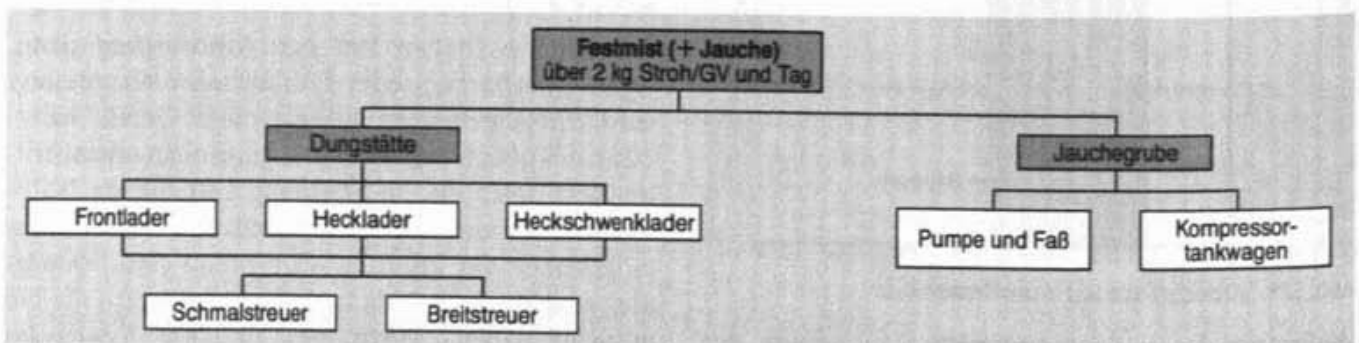 Festmist (+ Jauche)
über 2 kg Stroh/GV und Tag
Dungstätte
Jauchegrube
Frontlader
Hecklader
Heckschwenklader
Pumpe und Faß
Kompressor-
tankwagen
Schmalstreuer
Breitstreuer